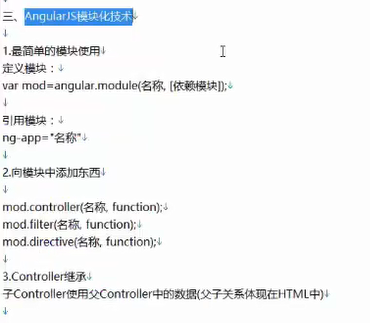 三、AngularJS模块化技术
1.最简单的模块使用
定义模块：
var mod=angular.module(名称, [依赖模块]);
引用模块：
ng-app="名称"
2.向模块中添加东西
mod.controller(名称, function);
mod.filter(名称, function);
mod.directive(名称, function);
3.Controller继承
子Controller使用父Controller中的数据(父子关系体现在HTML中)